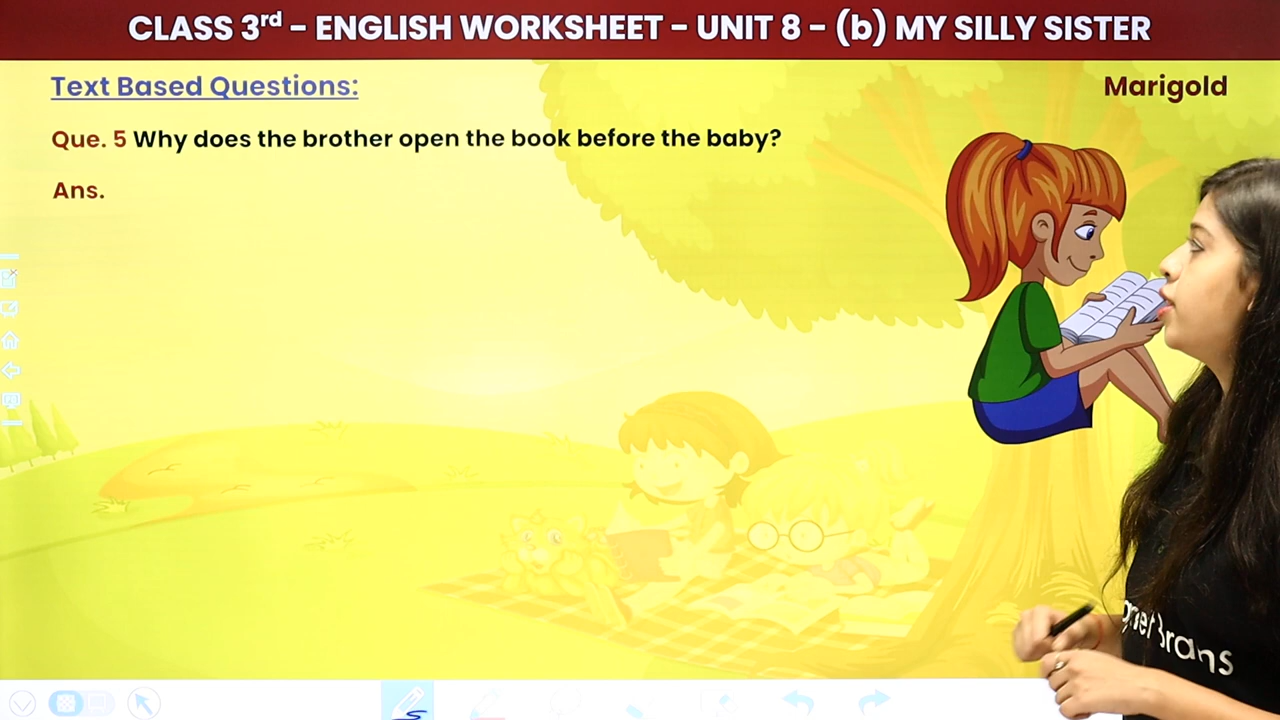 CLASS 3rd – ENGLISH WORKSHEET – UNIT 8 – (b) MY SILLY SISTER
Text Based Questions:
Marigold
Que. 5 Why does the brother open the book before the baby?
Ans.